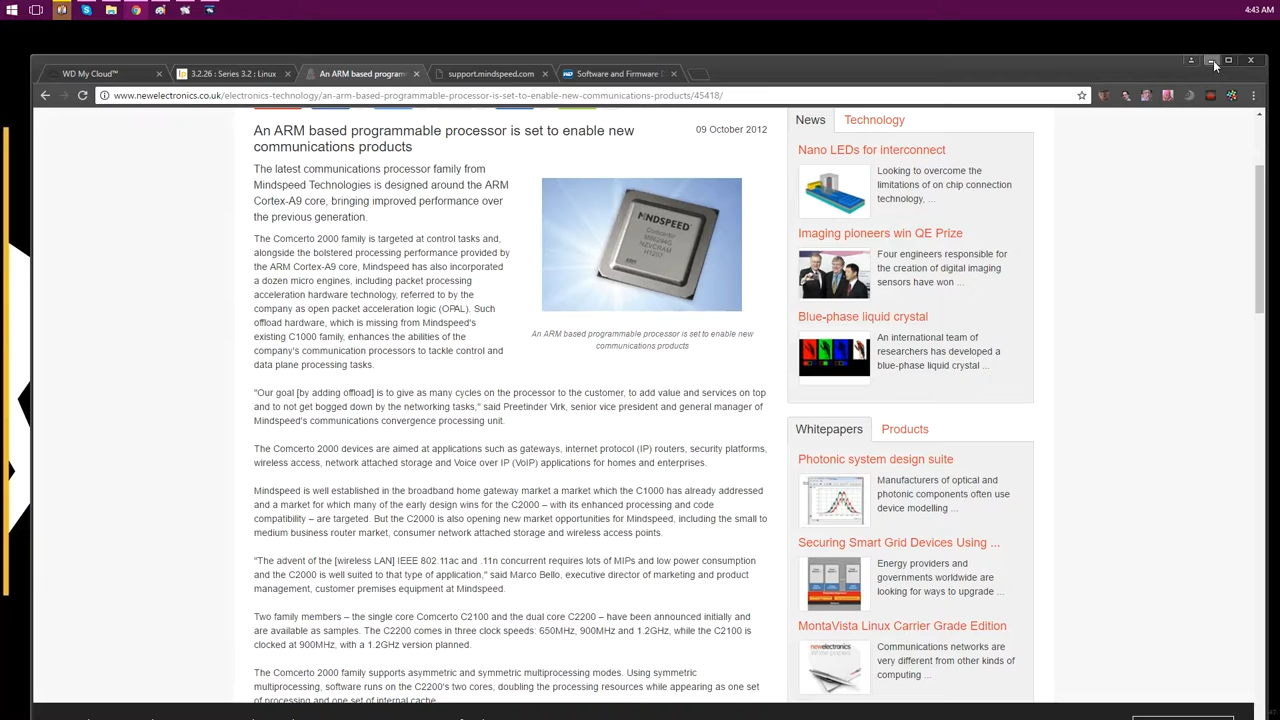 4:43 AM
WD My Cloud™
3.2.26 : Series 3.2 : Linux
An ARM based program
support.mindspeed.com
Software and Firmware
www.newelectronics.co.uk/electronics-technology/an-arm-based-programmable-processor-is-set-to-enable-new-communications-products/45418/
An ARM based programmable processor is set to enable new
communications products
09 October 2012
The latest communications processor family from
Mindspeed Technologies is designed around the ARM
Cortex-A9 core, bringing improved performance over
the previous generation.
The Comcerto 2000 family is targeted at control tasks and,
alongside the bolstered processing performance provided by
the ARM Cortex-A9 core, Mindspeed has also incorporated
a dozen micro engines, including packet processing
acceleration hardware technology, referred to by the
company as open packet acceleration logic (OPAL). Such
offload hardware, which is missing from Mindspeed's
existing C1000 family, enhances the abilities of the
company's communication processors to tackle control and
data plane processing tasks.
MINDSPEED
Comcerto
An ARM based programmable processor is set to enable new
communications products
"Our goal [by adding offload] is to give as many cycles on the processor to the customer, to add value and services on top
and to not get bogged down by the networking tasks," said Preetinder Virk, senior vice president and general manager of
Mindspeed's communications convergence processing unit.
The Comcerto 2000 devices are aimed at applications such as gateways, internet protocol (IP) routers, security platforms,
wireless access, network attached storage and Voice over IP (VoIP) applications for homes and enterprises.
Mindspeed is well established in the broadband home gateway market a market which the C1000 has already addressed
and a market for which many of the early design wins for the C2000 – with its enhanced processing and code
compatibility – are targeted. But the C2000 is also opening new market opportunities for Mindspeed, including the small to
medium business router market, consumer network attached storage and wireless access points.
"The advent of the [wireless LAN] IEEE 802.11ac and .11n concurrent requires lots of MIPs and low power consumption
and the C2000 is well suited to that type of application," said Marco Bello, executive director of marketing and product
management, customer premises equipment at Mindspeed.
Two family members – the single core Comcerto C2100 and the dual core C2200 – have been announced initially and
are available as samples. The C2200 comes in three clock speeds: 650MHz, 900MHz and 1.2GHz, while the C2100 is
clocked at 900MHz, with a 1.2GHz version planned.
The Comcerto 2000 family supports asymmetric and symmetric multiprocessing modes. Using symmetric
multiprocessing, software runs on the C2200's two cores, doubling the processing resources while appearing as one set
of processing and one set of internal cache.
News
Technology
Nano LEDs for interconnect
Looking to overcome the
limitations of on chip connection
technology, ...
Imaging pioneers win QE Prize
Four engineers responsible for
the creation of digital imaging
sensors have won ...
Blue-phase liquid crystal
An international team of
researchers has developed a
blue-phase liquid crystal ...
Whitepapers
Products
Photonic system design suite
Manufacturers of optical and
photonic components often use
device modelling ...
Securing Smart Grid Devices Using ...
Energy providers and
governments worldwide are
looking for ways to upgrade ...
MontaVista Linux Carrier Grade Edition
Communications networks are
very different from other kinds of
computing ...